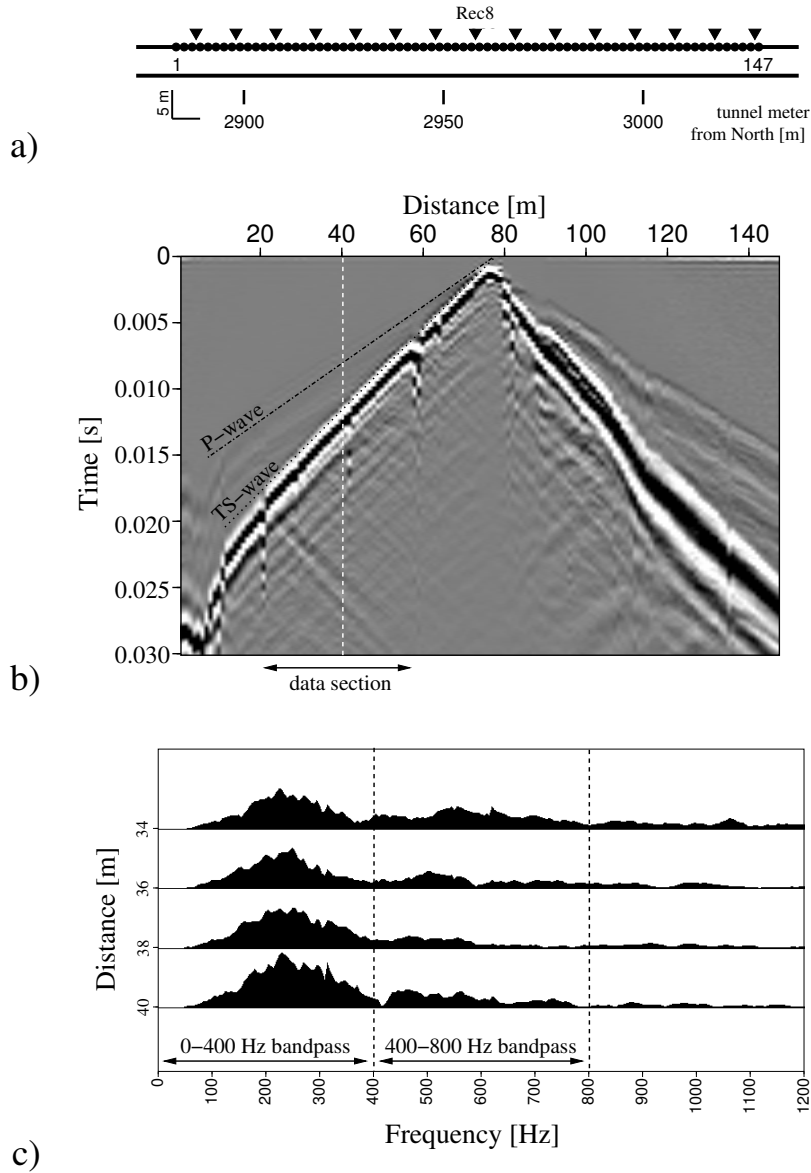 Rec8
1 147
5 m
2900 2950 3000
tunnel meter
from North [m]
a)
Distance [m]
20 40 60 80 100 120 140
0
0.005
0.010
0.015
0.020
0.025
0.030
Time [s]
P-wave
TS-wave
data section
b)
34
36
38
40
Distance [m]
0-400 Hz bandpass 400-800 Hz bandpass
0 100 200 300 400 500 600 700 800 900 1000 1100 1200
Frequency [Hz]
c)